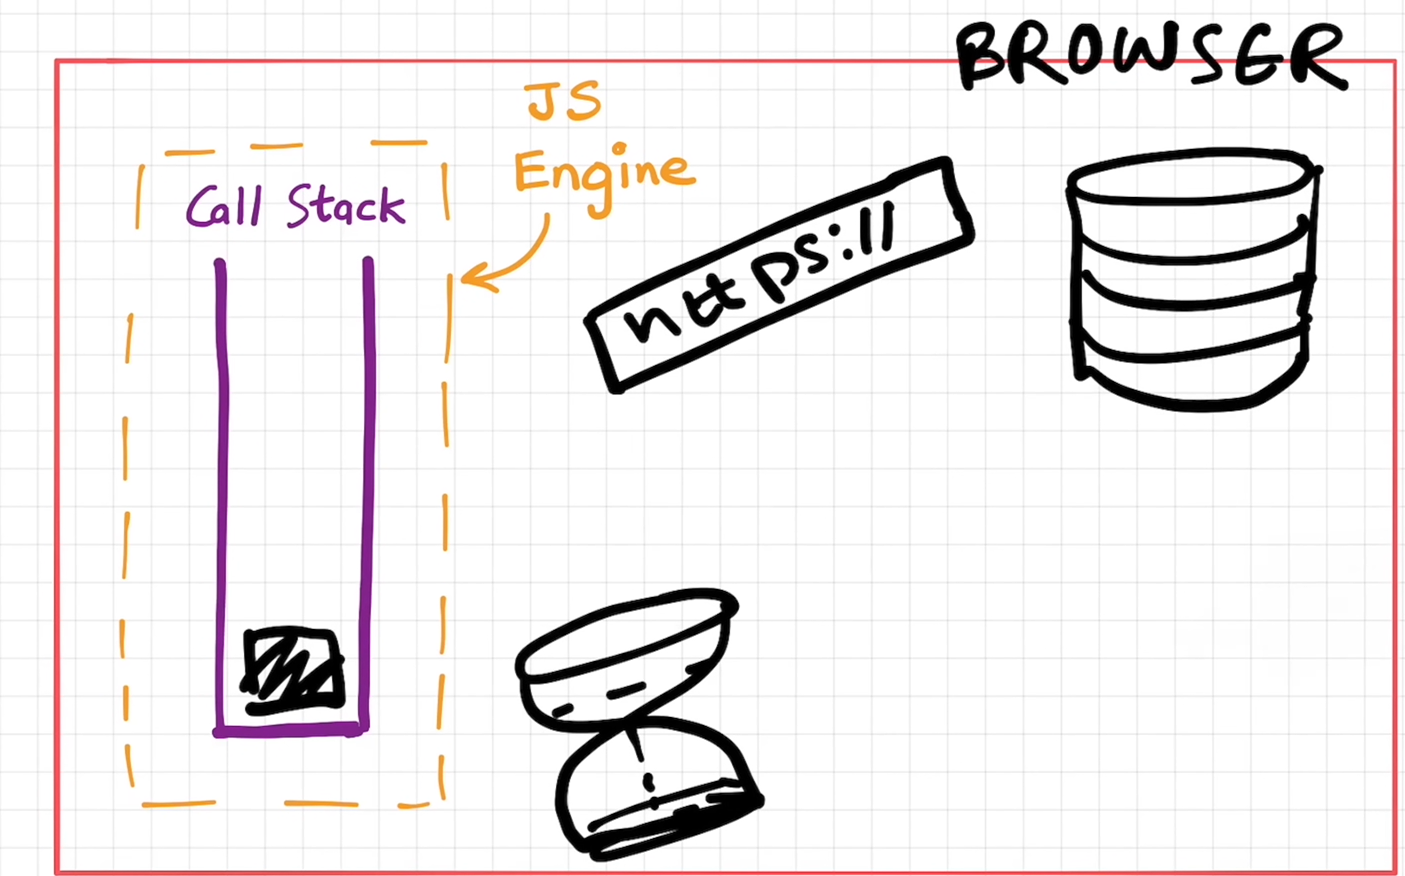 BROWSER
JS
Engine
Call Stack
https://